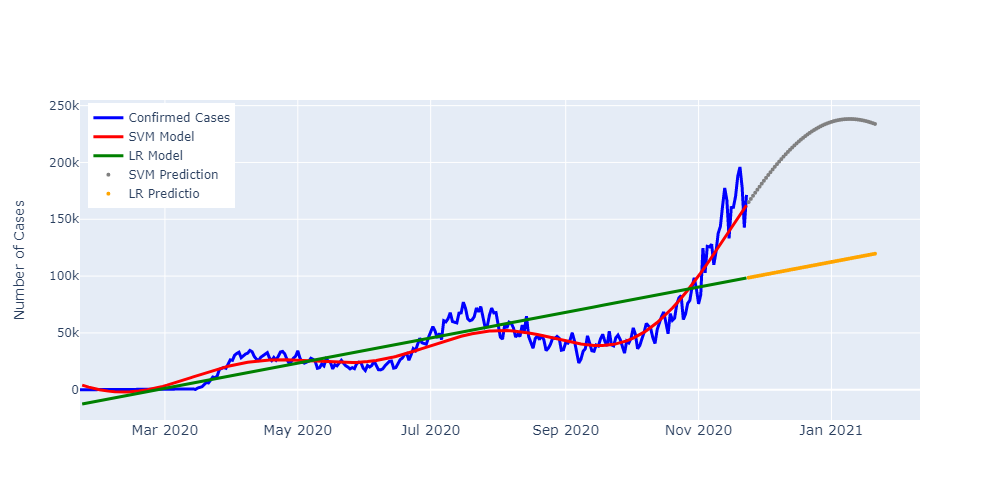 250k
200k
150k
100k
50k
0
Number of Cases
Confirmed Cases
SVM Model
LR Model
SVM Prediction
LR Predictio
Mar 2020
May 2020
Jul 2020
Sep 2020
Nov 2020
Jan 2021